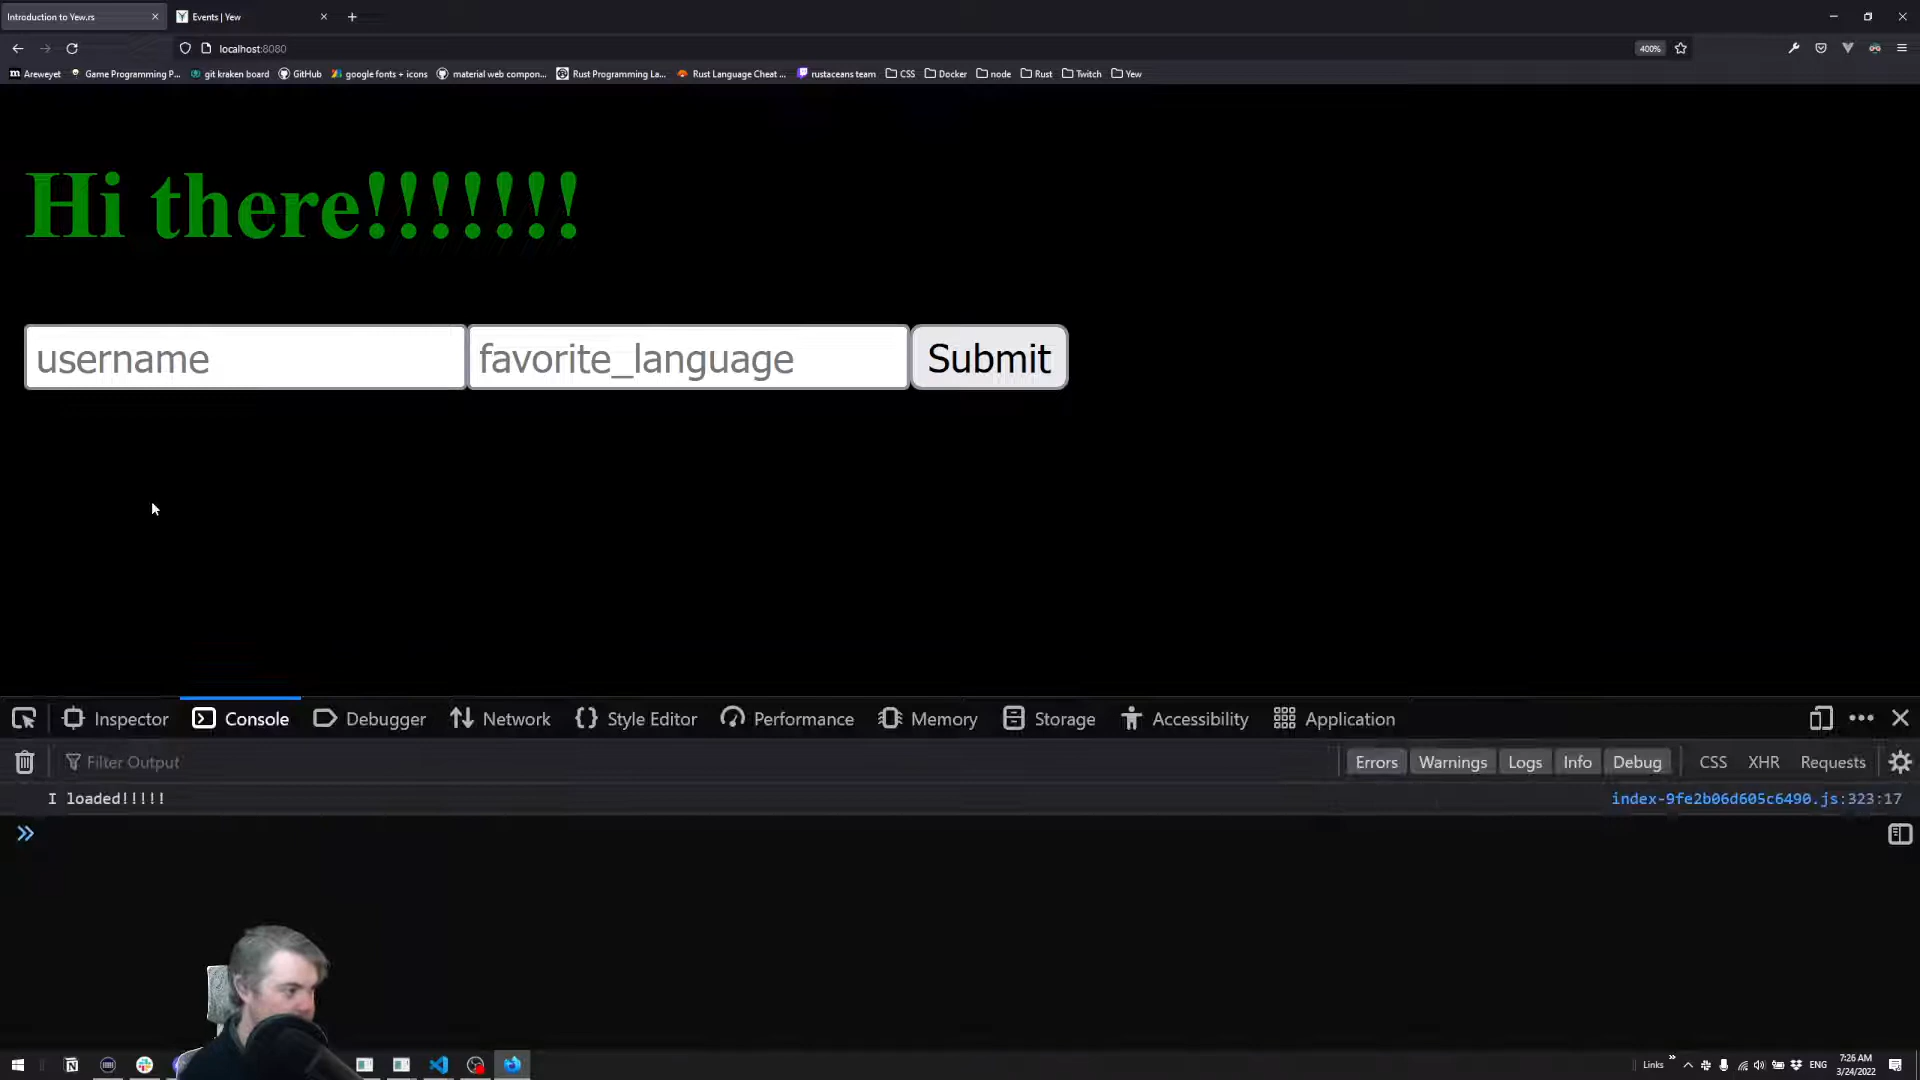 Introduction to Yew.rs
Events | Yew
localhost:8080
400%
Areweyet
Game Programming P...
git kraken board
GitHub
google fonts + icons
material web compon...
Rust Programming La...
Rust Language Cheat ...
rustaceans team
CSS
Docker
node
Rust
Twitch
Yew
Hi there!!!!!!!
username
favorite_language
Submit
Inspector
Console
Debugger
Network
Style Editor
Performance
Memory
Storage
Accessibility
Application
Filter Output
Errors
Warnings
Logs
Info
Debug
CSS
XHR
Requests
I loaded!!!!!
index-9fe2b06d605c6490.js:323:17
Links
ENG
7:26 AM
3/24/2022